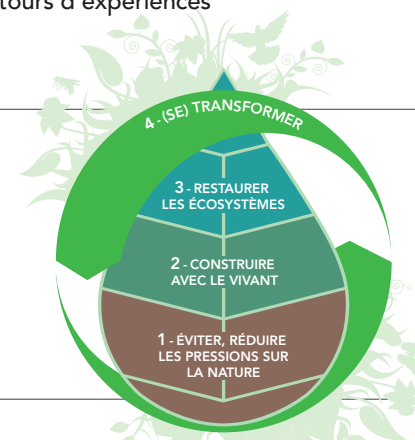 tours d'expériences
4 - (SE) TRANSFORMER
3 - RESTAURER
LES ÉCOSYSTÈMES
2 - CONSTRUIRE
AVEC LE VIVANT
1 - ÉVITER, RÉDUIRE
LES PRESSIONS SUR
LA NATURE